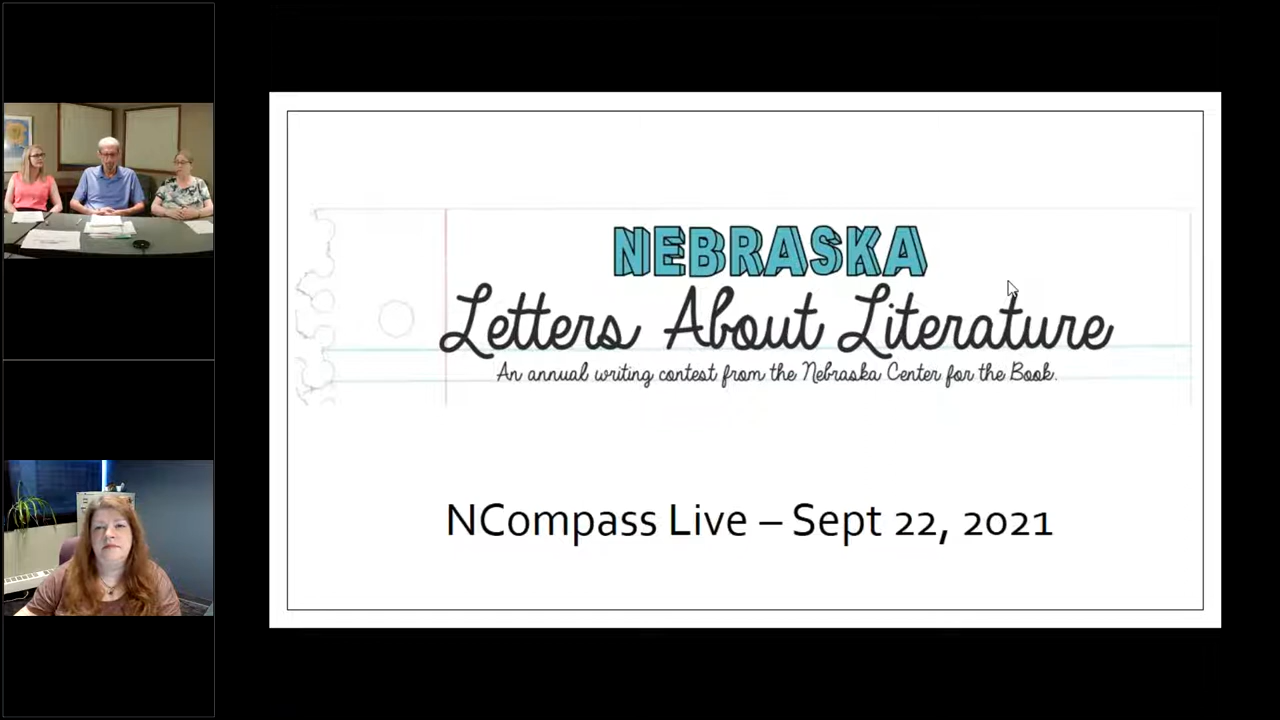 NEBRASKA
Letters About Literature
An annual writing contest from the Nebraska Center for the Book.
NCompass Live – Sept 22, 2021